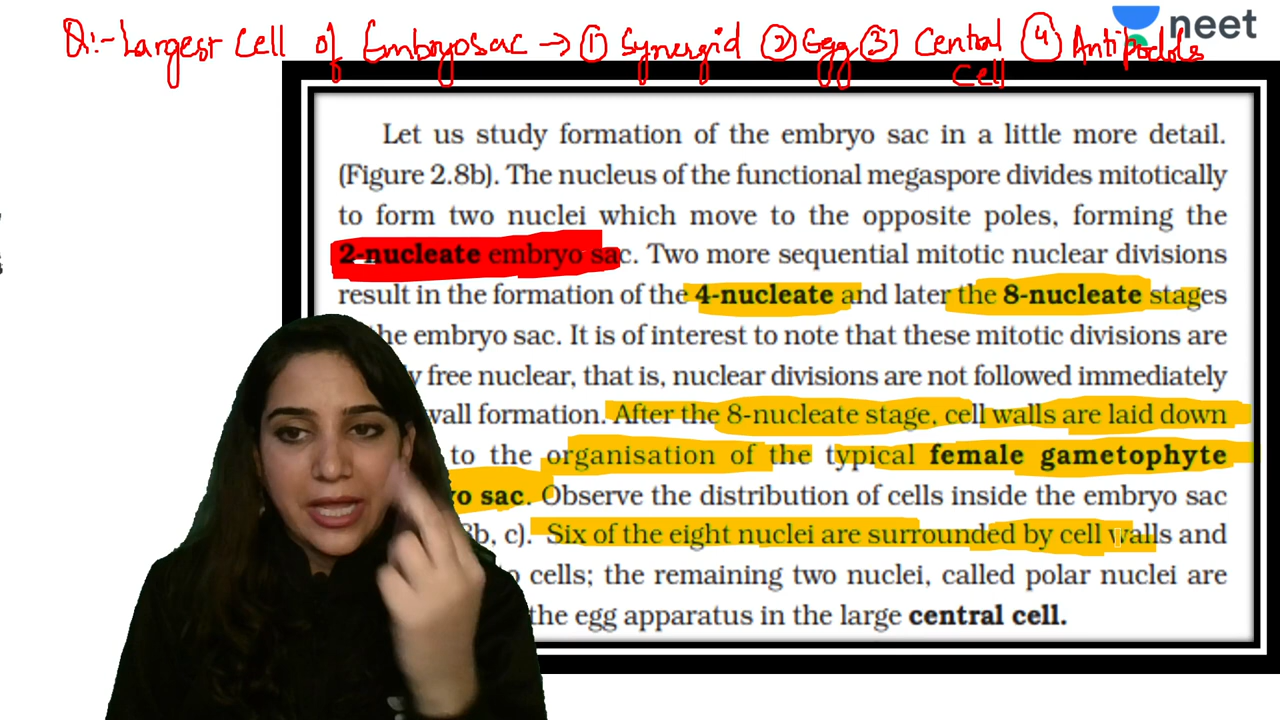 Q:- Largest Cell of Embryosac → ① Synergid ② Egg ③ Central Cell ④ Antipodals
neet
Let us study formation of the embryo sac in a little more detail.
(Figure 2.8b). The nucleus of the functional megaspore divides mitotically
to form two nuclei which move to the opposite poles, forming the
2-nucleate embryo sac. Two more sequential mitotic nuclear divisions
result in the formation of the 4-nucleate and later the 8-nucleate stages
the embryo sac. It is of interest to note that these mitotic divisions are
free nuclear, that is, nuclear divisions are not followed immediately
wall formation. After the 8-nucleate stage, cell walls are laid down
to the organisation of the typical female gametophyte
sac. Observe the distribution of cells inside the embryo sac
c). Six of the eight nuclei are surrounded by cell walls and
cells; the remaining two nuclei, called polar nuclei are
the egg apparatus in the large central cell.